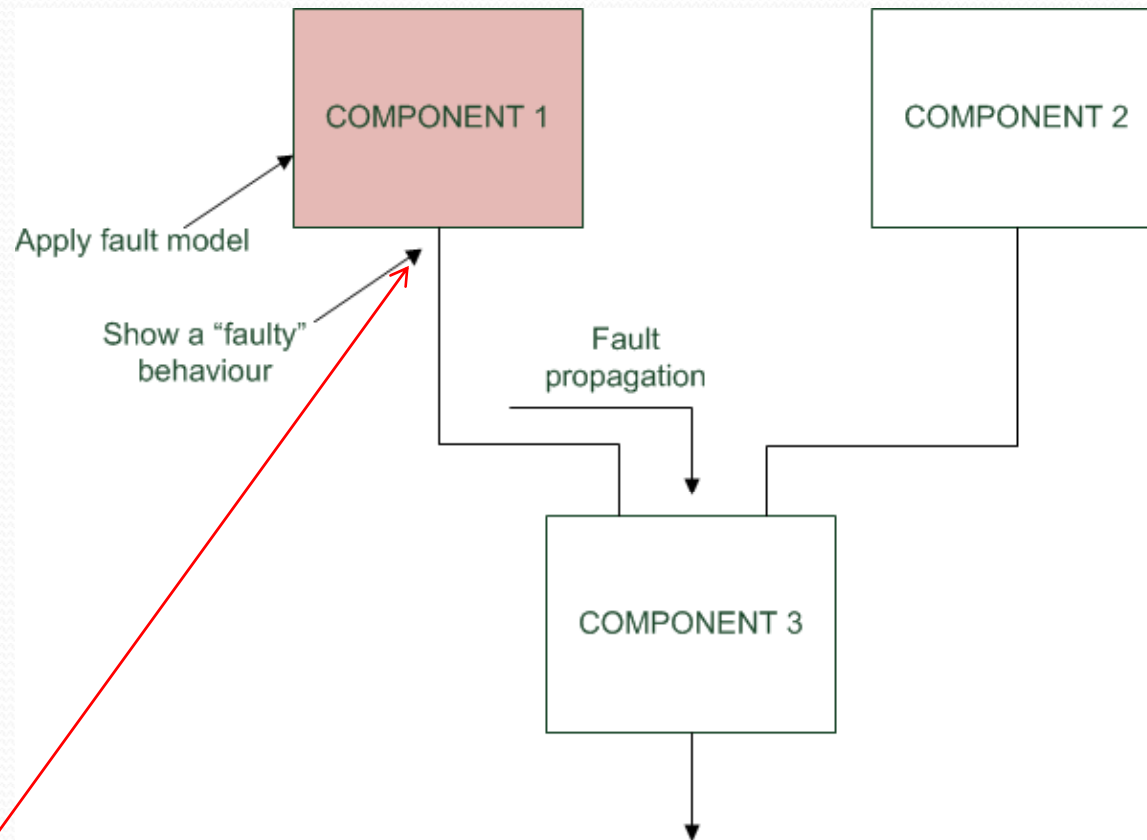 COMPONENT 1
COMPONENT 2
Apply fault model
Show a “faulty”
behaviour
Fault
propagation
COMPONENT 3